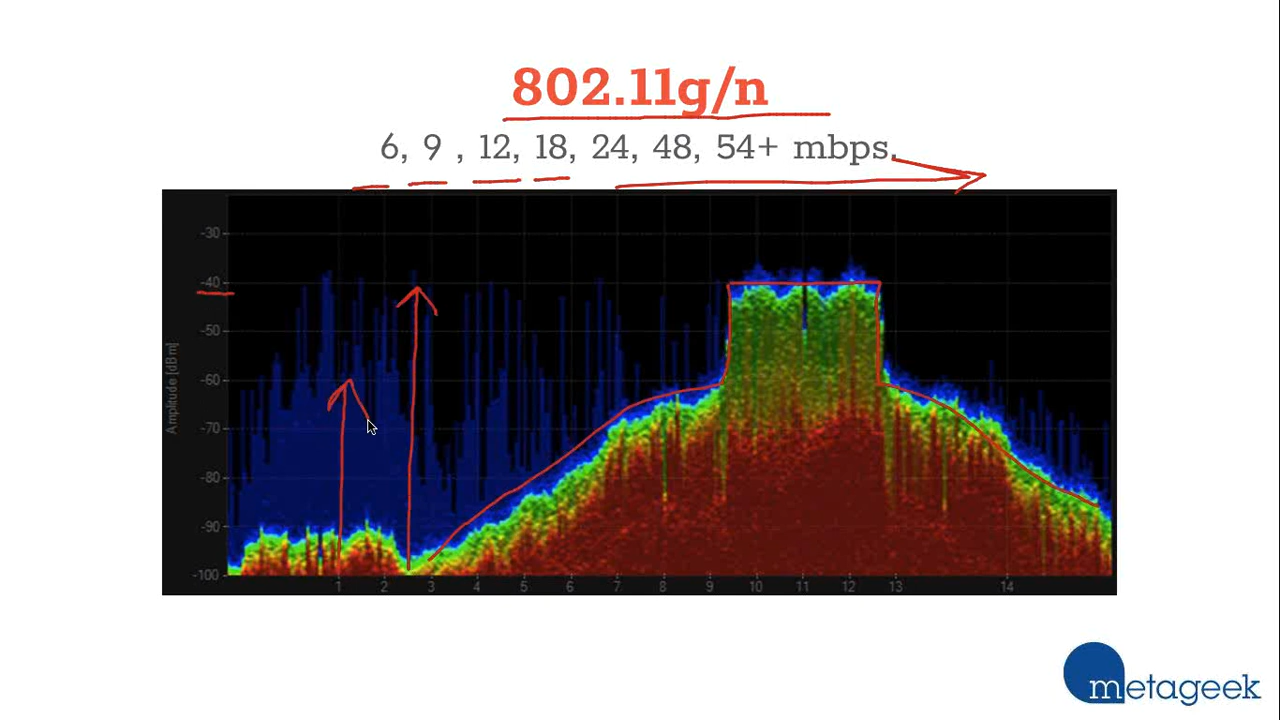 802.11g/n
6, 9 , 12, 18, 24, 48, 54+ mbps.
Amplitude [dBm]
-30
-40
-50
-60
-70
-80
-90
-100
1 2 3 4 5 6 7 8 9 10 11 12 13 14
metageek